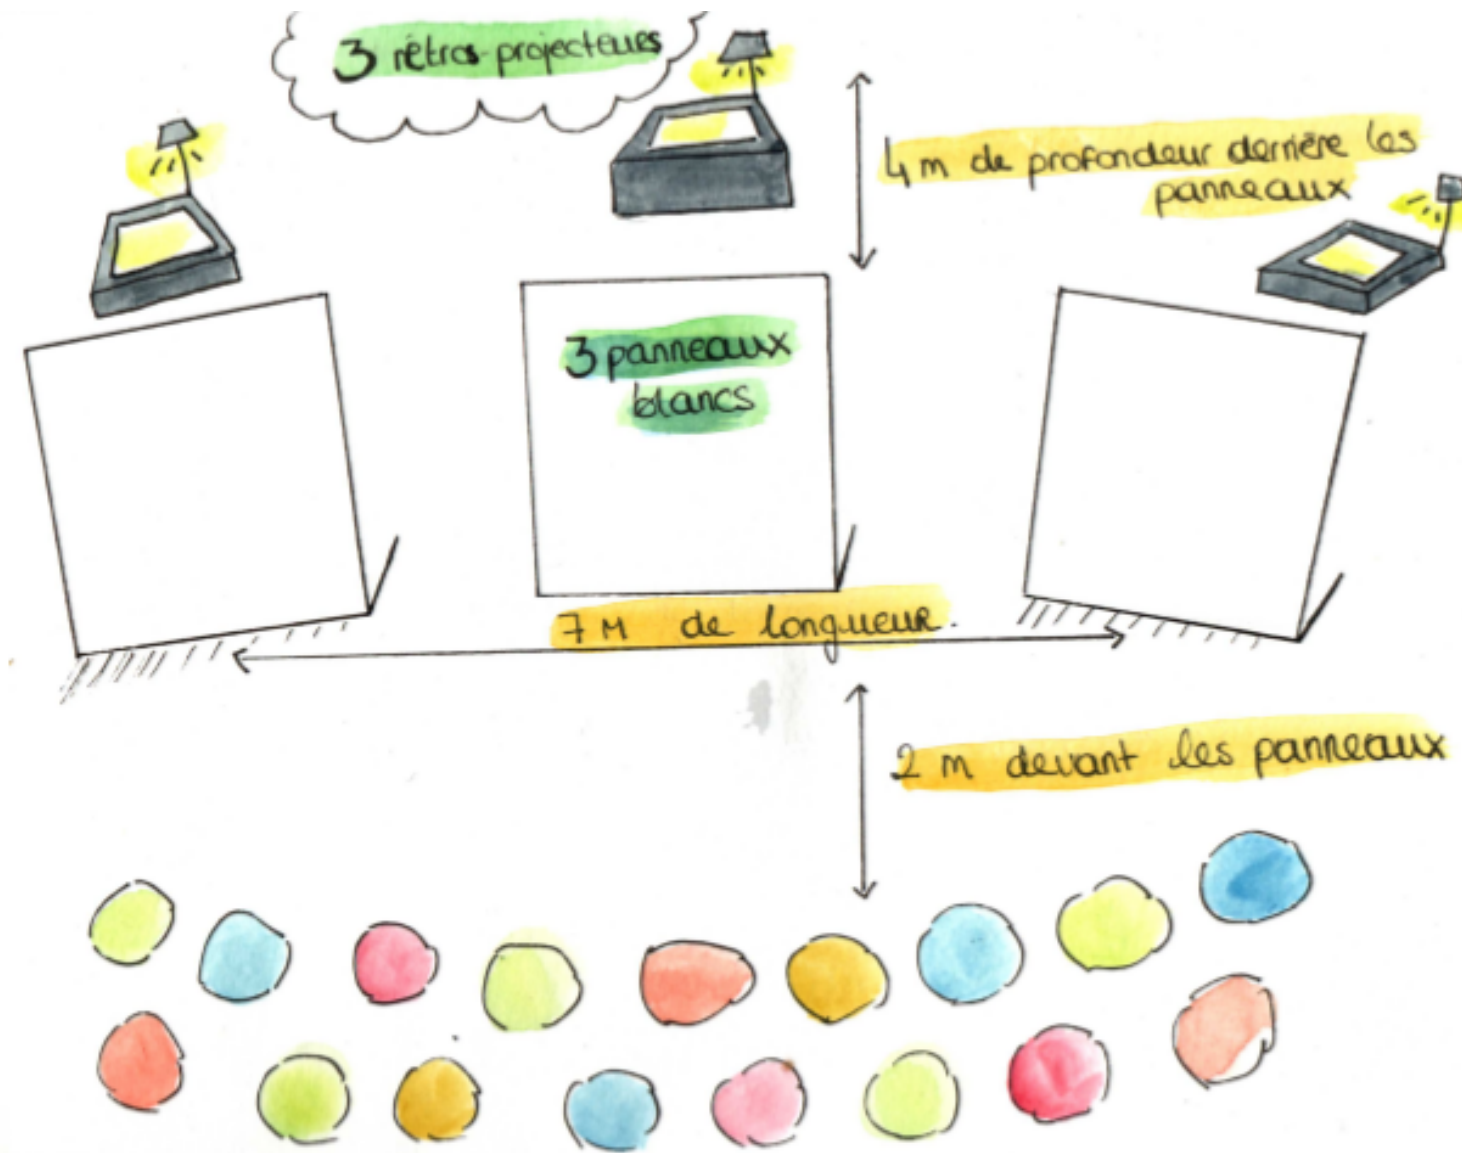 3 rétros-projecteurs
4 m de profondeur derrière les
panneaux
3 panneaux
blancs
7 M de longueur.
2 m devant les panneaux